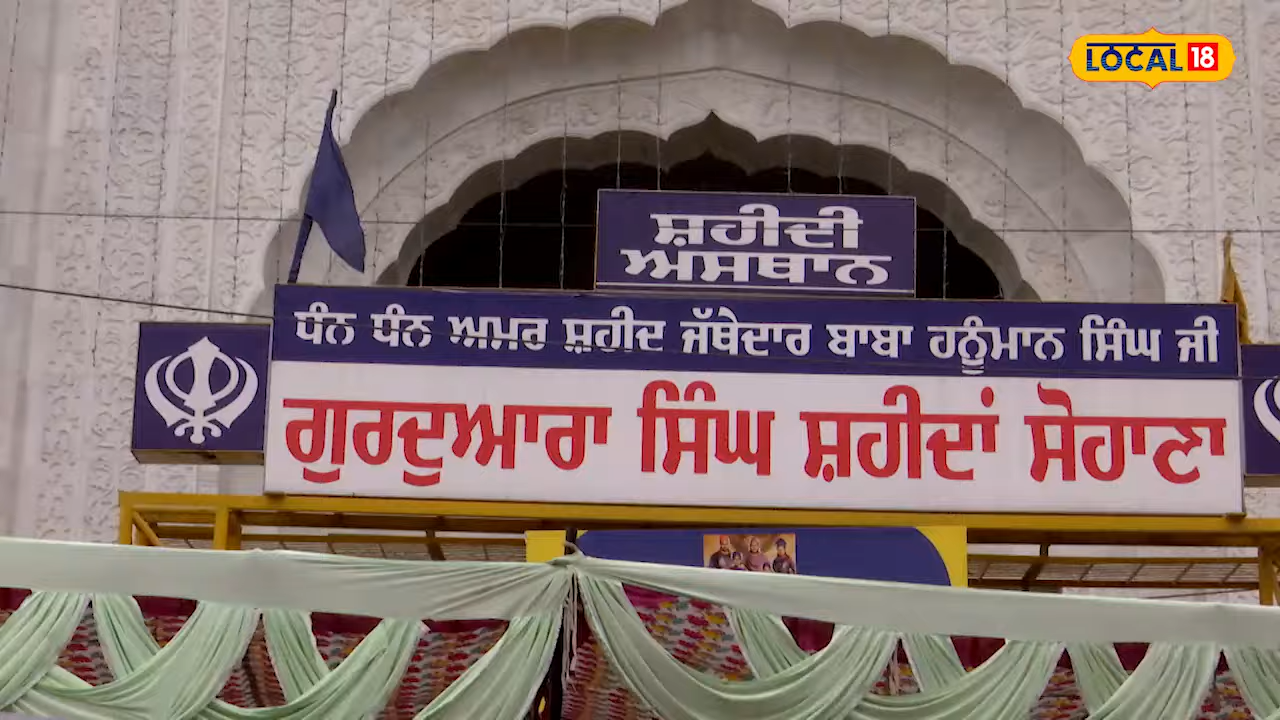 LOCAL 18
ਸ਼ਹੀਦੀ
ਅਸਥਾਨ
ਧੰਨ ਧੰਨ ਅਮਰ ਸ਼ਹੀਦ ਜੱਥੇਦਾਰ ਬਾਬਾ ਹਨੂੰਮਾਨ ਸਿੰਘ ਜੀ
ਗੁਰਦੁਆਰਾ ਸਿੰਘ ਸ਼ਹੀਦਾਂ ਸੋਹਾਣਾ